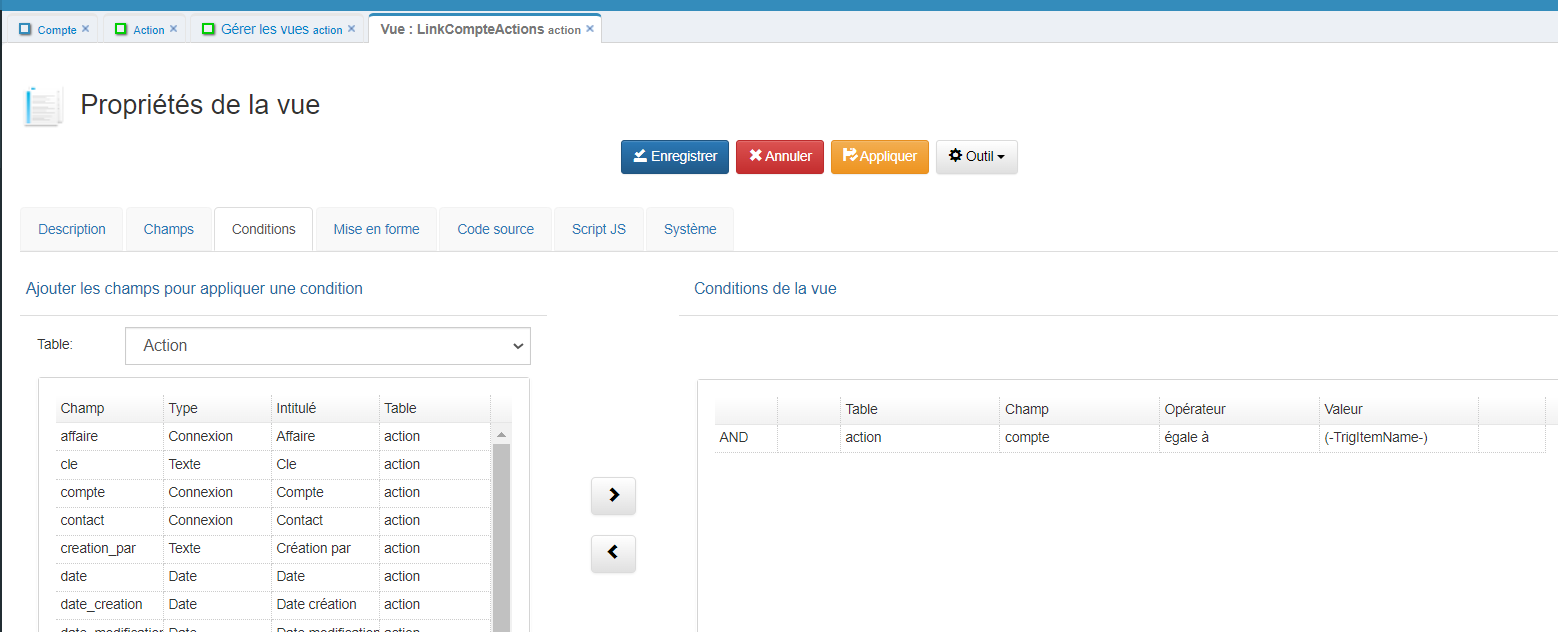 Compte × Action × Gérer les vues action × Vue : LinkCompteActions action ×
Propriétés de la vue
Enregistrer Annuler Appliquer Outil
Description Champs Conditions Mise en forme Code source Script JS Système
Ajouter les champs pour appliquer une condition
Conditions de la vue
Table: Action
Champ Type Intitulé Table
affaire Connexion Affaire action
cle Texte Cle action
compte Connexion Compte action
contact Connexion Contact action
creation_par Texte Création par action
date Date Date action
date_creation Date Date création action
date_modification Date Date modification action
Table Champ Opérateur Valeur
AND action compte égale à (-TrigItemName-)